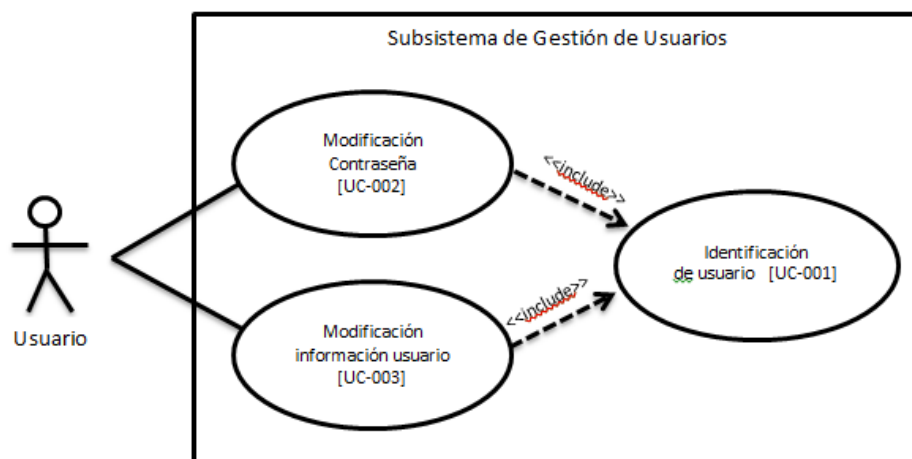 Subsistema de Gestión de Usuarios
Modificación
Contraseña
[UC-002]
<<include>>
Identificación
de usuario [UC-001]
<<include>>
Usuario
Modificación
información usuario
[UC-003]